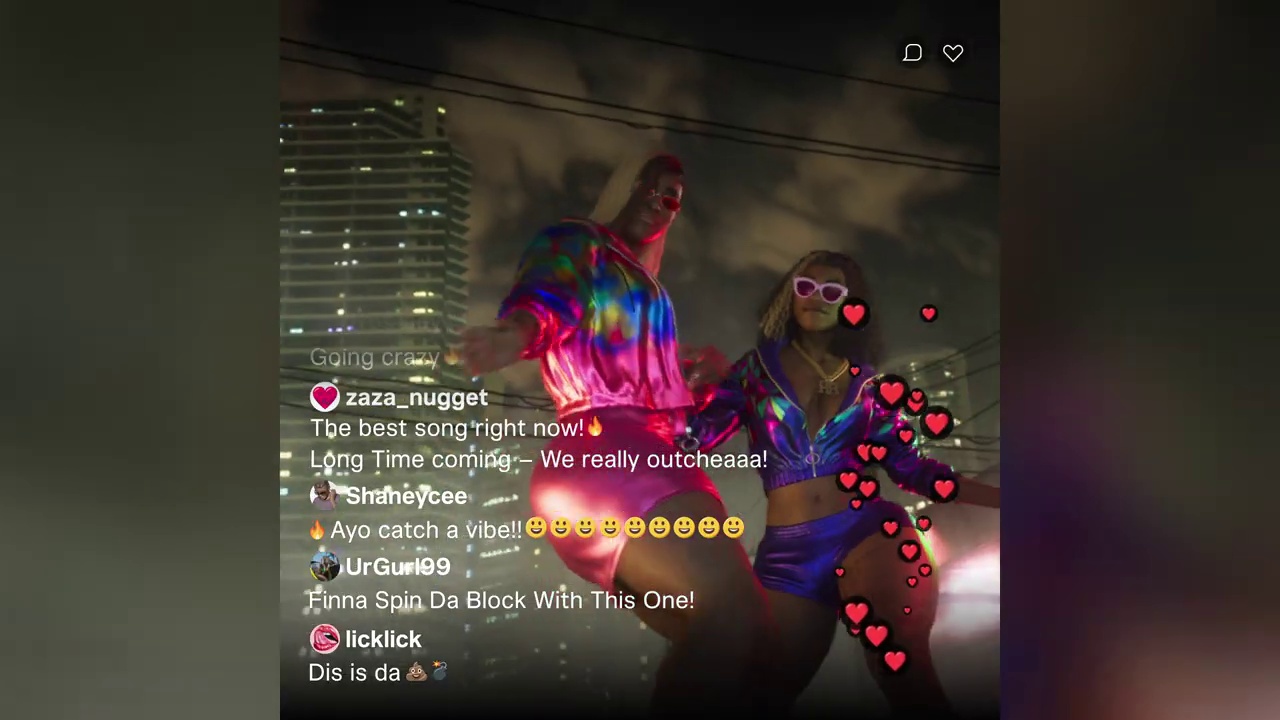 Going crazy🔥
zaza_nugget
The best song right now!🔥
Long Time coming – We really outcheaaa!
Shaneycee
🔥Ayo catch a vibe!!😀😀😀😀😀😀😀😀😀
UrGurl99
Finna Spin Da Block With This One!
licklick
Dis is da💩💣